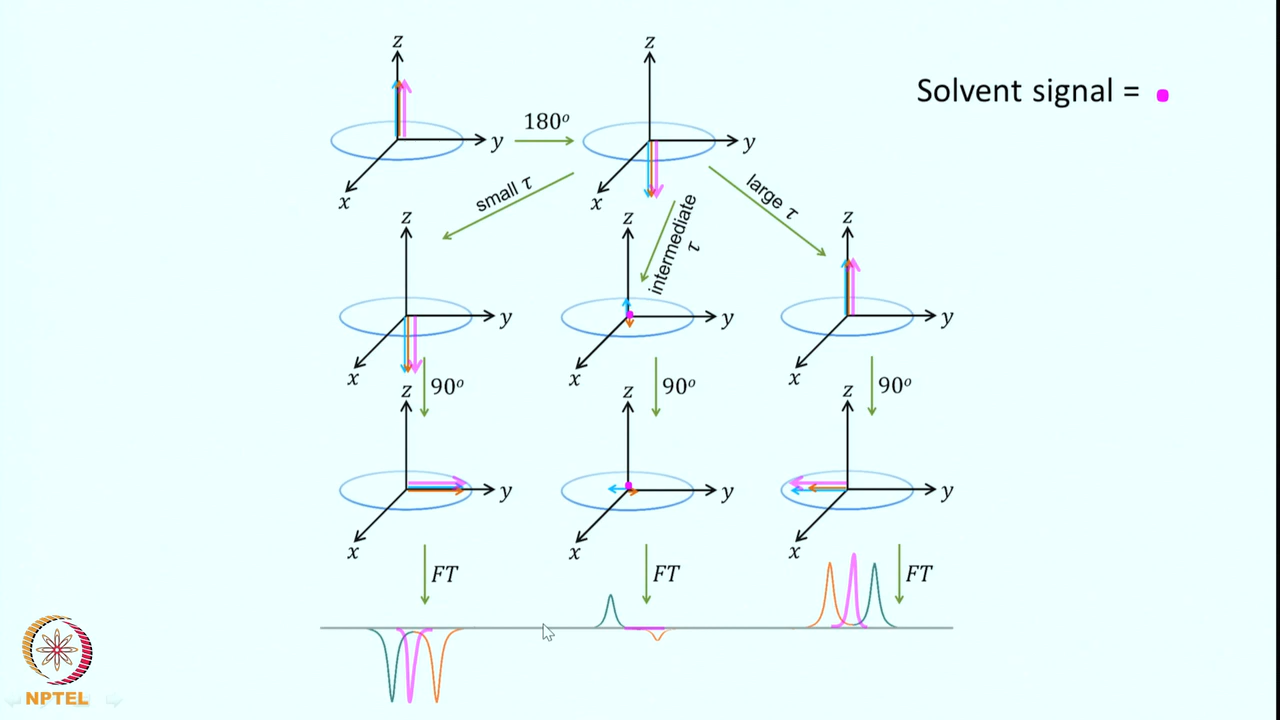 Solvent signal =
z
z
180°
y
y
x
x
small τ
intermediate τ
large τ
z
z
z
y
y
y
x
x
x
90°
90°
90°
z
z
z
y
y
y
x
x
x
FT
FT
FT
NPTEL